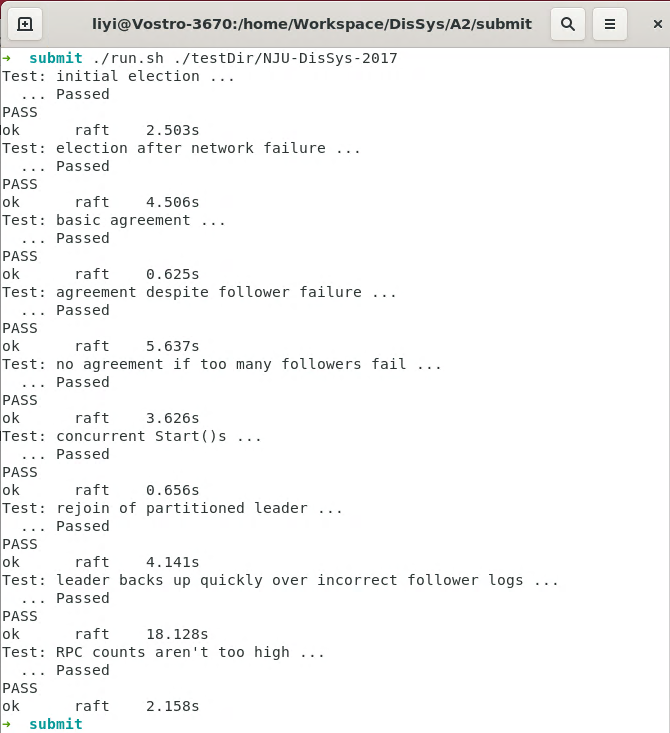 liyi@Vostro-3670:/home/Workspace/DisSys/A2/submit
→  submit ./run.sh ./testDir/NJU-DisSys-2017
Test: initial election ...
  ... Passed
PASS
ok      raft    2.503s
Test: election after network failure ...
  ... Passed
PASS
ok      raft    4.506s
Test: basic agreement ...
  ... Passed
PASS
ok      raft    0.625s
Test: agreement despite follower failure ...
  ... Passed
PASS
ok      raft    5.637s
Test: no agreement if too many followers fail ...
  ... Passed
PASS
ok      raft    3.626s
Test: concurrent Start()s ...
  ... Passed
PASS
ok      raft    0.656s
Test: rejoin of partitioned leader ...
  ... Passed
PASS
ok      raft    4.141s
Test: leader backs up quickly over incorrect follower logs ...
  ... Passed
PASS
ok      raft    18.128s
Test: RPC counts aren't too high ...
  ... Passed
PASS
ok      raft    2.158s
→  submit